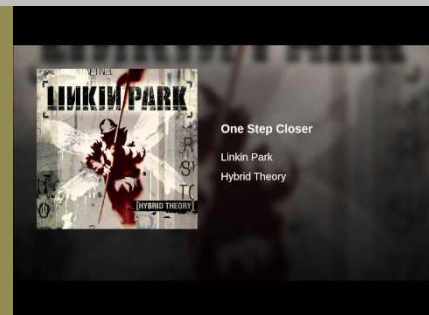 LINKIN PARK
[HYBRID THEORY]
One Step Closer
Linkin Park
Hybrid Theory